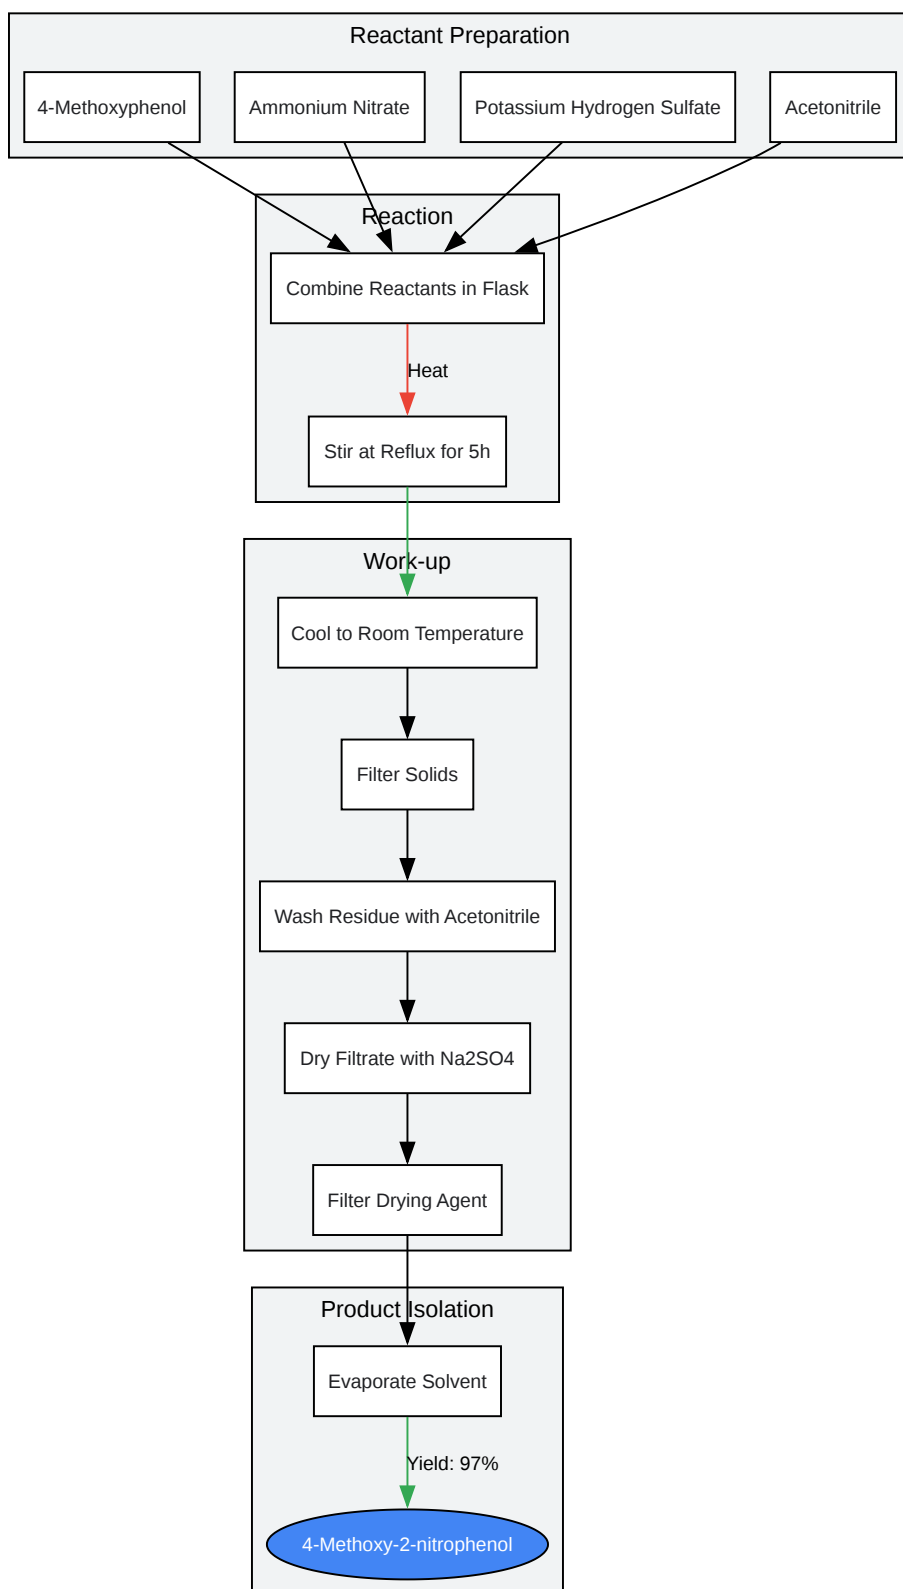 Reactant Preparation
4-Methoxyphenol
Ammonium Nitrate
Potassium Hydrogen Sulfate
Acetonitrile
Reaction
Combine Reactants in Flask
Heat
Stir at Reflux for 5h
Work-up
Cool to Room Temperature
Filter Solids
Wash Residue with Acetonitrile
Dry Filtrate with Na2SO4
Filter Drying Agent
Product Isolation
Evaporate Solvent
Yield: 97%
4-Methoxy-2-nitrophenol